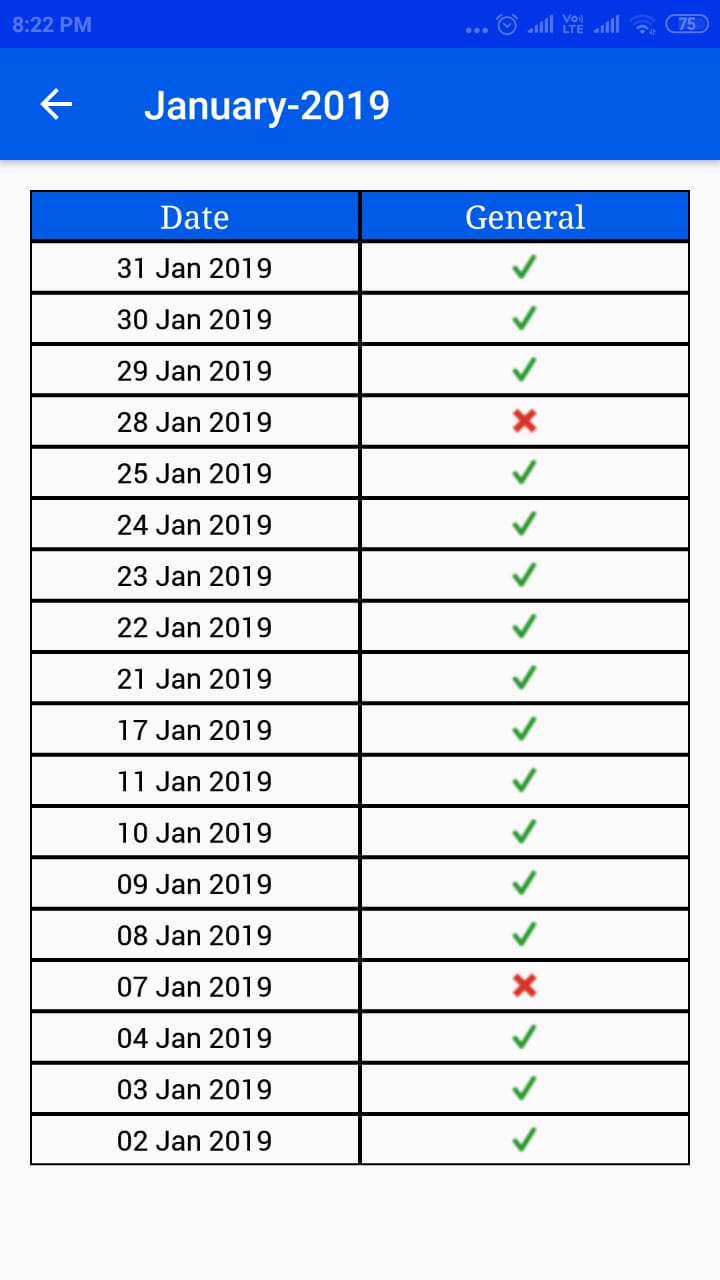 8:22 PM
Vo)) LTE
75
January-2019
Date General
31 Jan 2019 ✔
30 Jan 2019 ✔
29 Jan 2019 ✔
28 Jan 2019 ✖
25 Jan 2019 ✔
24 Jan 2019 ✔
23 Jan 2019 ✔
22 Jan 2019 ✔
21 Jan 2019 ✔
17 Jan 2019 ✔
11 Jan 2019 ✔
10 Jan 2019 ✔
09 Jan 2019 ✔
08 Jan 2019 ✔
07 Jan 2019 ✖
04 Jan 2019 ✔
03 Jan 2019 ✔
02 Jan 2019 ✔